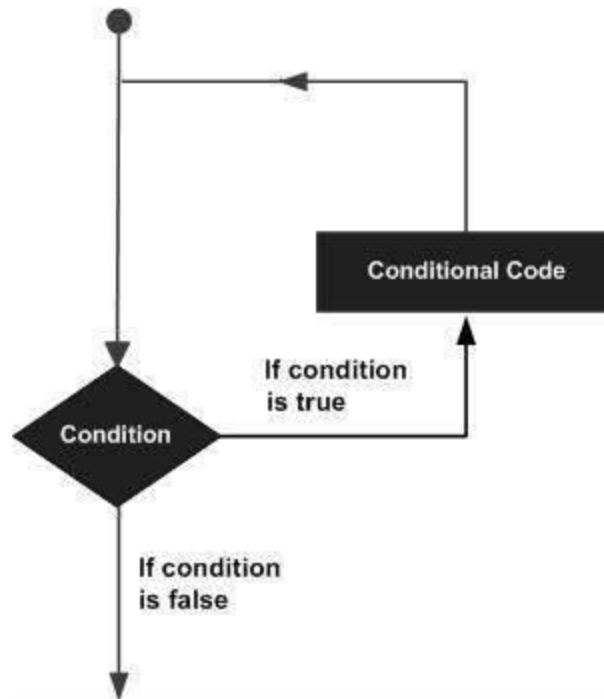 Conditional Code
If condition
is true
Condition
If condition
is false